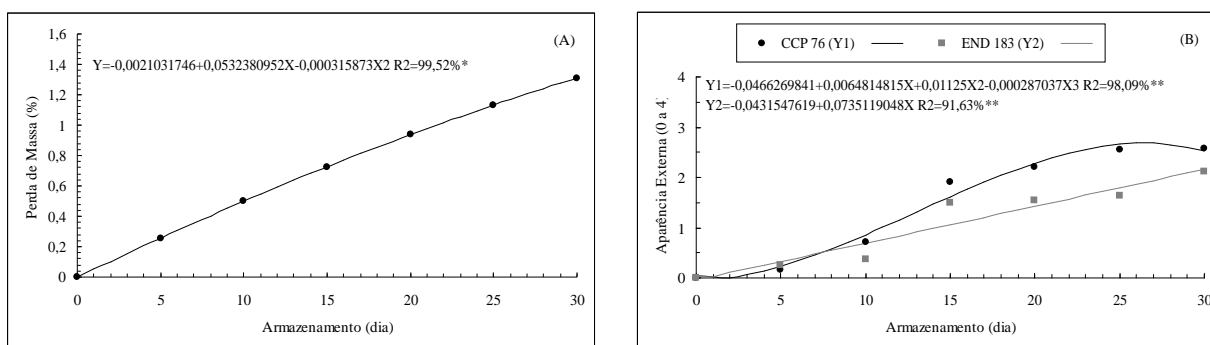 (A)
Y=-0,0021031746+0,0532380952X-0,000315873X2 R2=99,52%*
Perda de Massa (%)
1,6
1,4
1,2
1
0,8
0,6
0,4
0,2
0
0 5 10 15 20 25 30
Armazenamento (dia)
CCP 76 (Y1) END 183 (Y2)
(B)
Y1=-0,0466269841+0,0064814815X+0,01125X2-0,000287037X3 R2=98,09%**
Y2=-0,0431547619+0,0735119048X R2=91,63%**
Aparência Externa (0 a 4)
4
3
2
1
0
0 5 10 15 20 25 30
Armazenamento (dia)